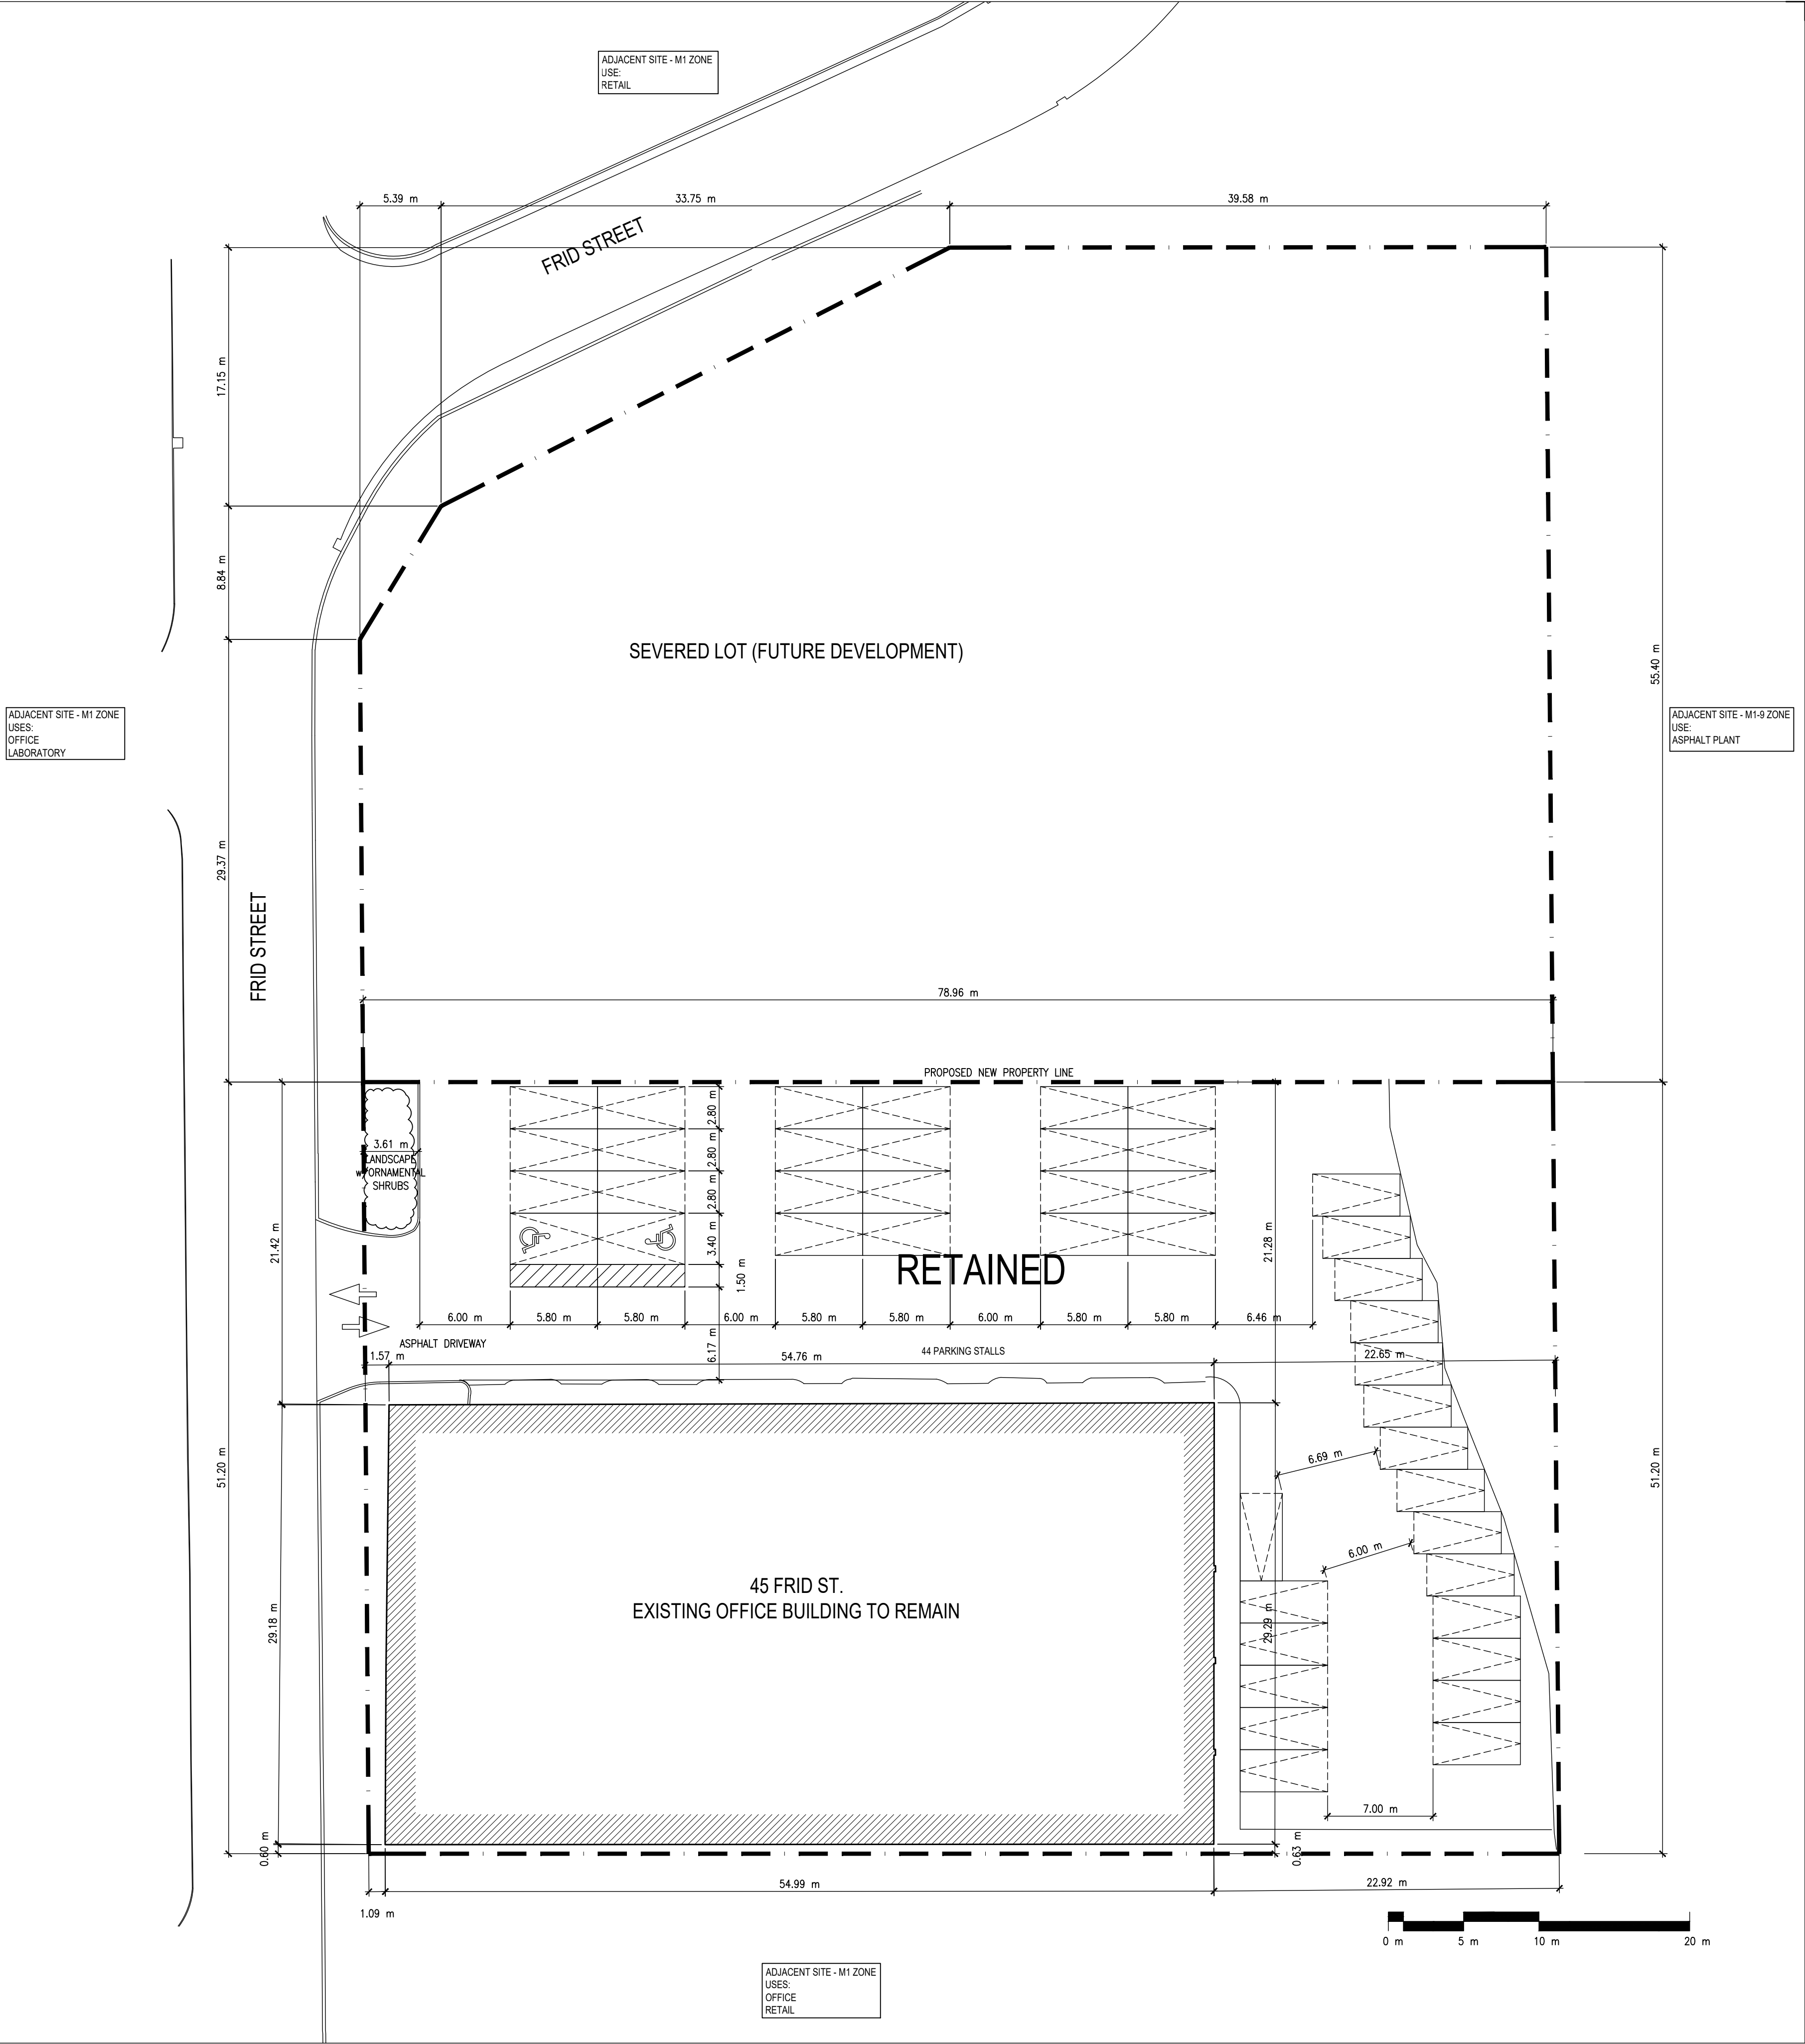 ADJACENT SITE - M1 ZONE
USE:
RETAIL
5.39 m
33.75 m
39.58 m
FRID STREET
17.15 m
8.84 m
SEVERED LOT (FUTURE DEVELOPMENT)
55.40 m
ADJACENT SITE - M1 ZONE
USES:
OFFICE
LABORATORY
ADJACENT SITE - M1-9 ZONE
USE:
ASPHALT PLANT
29.37 m
FRID STREET
78.96 m
PROPOSED NEW PROPERTY LINE
2.80 m
2.80 m
2.80 m
3.40 m
1.50 m
3.61 m
LANDSCAPE
w/ORNAMENTAL
SHRUBS
21.42 m
21.28 m
RETAINED
6.00 m
5.80 m
5.80 m
6.00 m
5.80 m
5.80 m
6.00 m
5.80 m
5.80 m
6.46 m
6.17 m
ASPHALT DRIVEWAY
44 PARKING STALLS
1.57 m
54.76 m
22.65 m
51.20 m
51.20 m
6.69 m
6.00 m
45 FRID ST.
EXISTING OFFICE BUILDING TO REMAIN
29.18 m
29.29 m
7.00 m
0.60 m
0.63 m
54.99 m
22.92 m
1.09 m
0 m
5 m
10 m
20 m
ADJACENT SITE - M1 ZONE
USES:
OFFICE
RETAIL